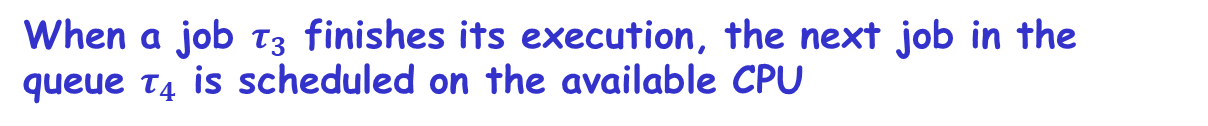 When a job τ₃ finishes its execution, the next job in the
queue τ₄ is scheduled on the available CPU